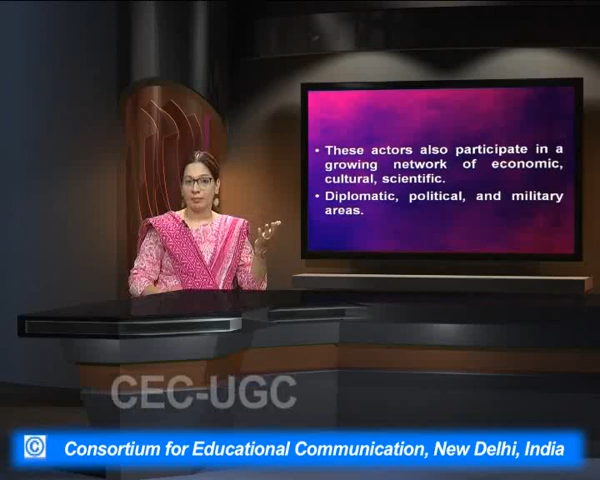 • These actors also participate in a
growing network of economic,
cultural, scientific.
• Diplomatic, political, and military
areas.
CEC-UGC
© Consortium for Educational Communication, New Delhi, India